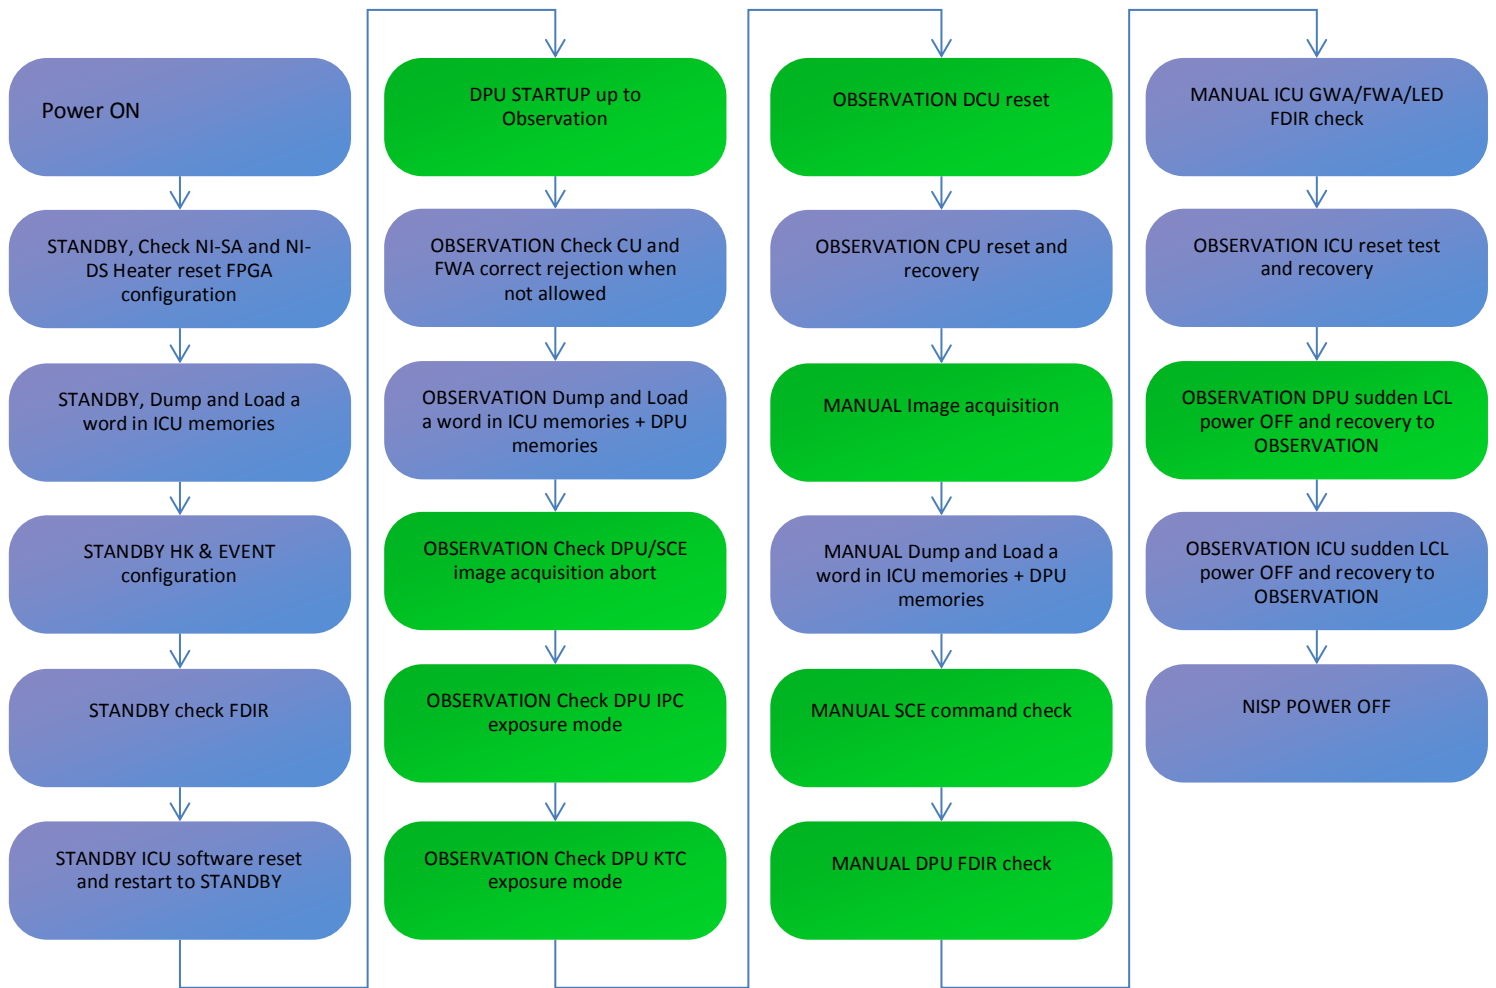 Power ON
STANDBY, Check NI-SA and NI-
DS Heater reset FPGA
configuration
STANDBY, Dump and Load a
word in ICU memories
STANDBY HK & EVENT
configuration
STANDBY check FDIR
STANDBY ICU software reset
and restart to STANDBY
DPU STARTUP up to
Observation
OBSERVATION Check CU and
FWA correct rejection when
not allowed
OBSERVATION Dump and Load
a word in ICU memories + DPU
memories
OBSERVATION Check DPU/SCE
image acquisition abort
OBSERVATION Check DPU IPC
exposure mode
OBSERVATION Check DPU KTC
exposure mode
OBSERVATION DCU reset
OBSERVATION CPU reset and
recovery
MANUAL Image acquisition
MANUAL Dump and Load a
word in ICU memories + DPU
memories
MANUAL SCE command check
MANUAL DPU FDIR check
MANUAL ICU GWA/FWA/LED
FDIR check
OBSERVATION ICU reset test
and recovery
OBSERVATION DPU sudden LCL
power OFF and recovery to
OBSERVATION
OBSERVATION ICU sudden LCL
power OFF and recovery to
OBSERVATION
NISP POWER OFF